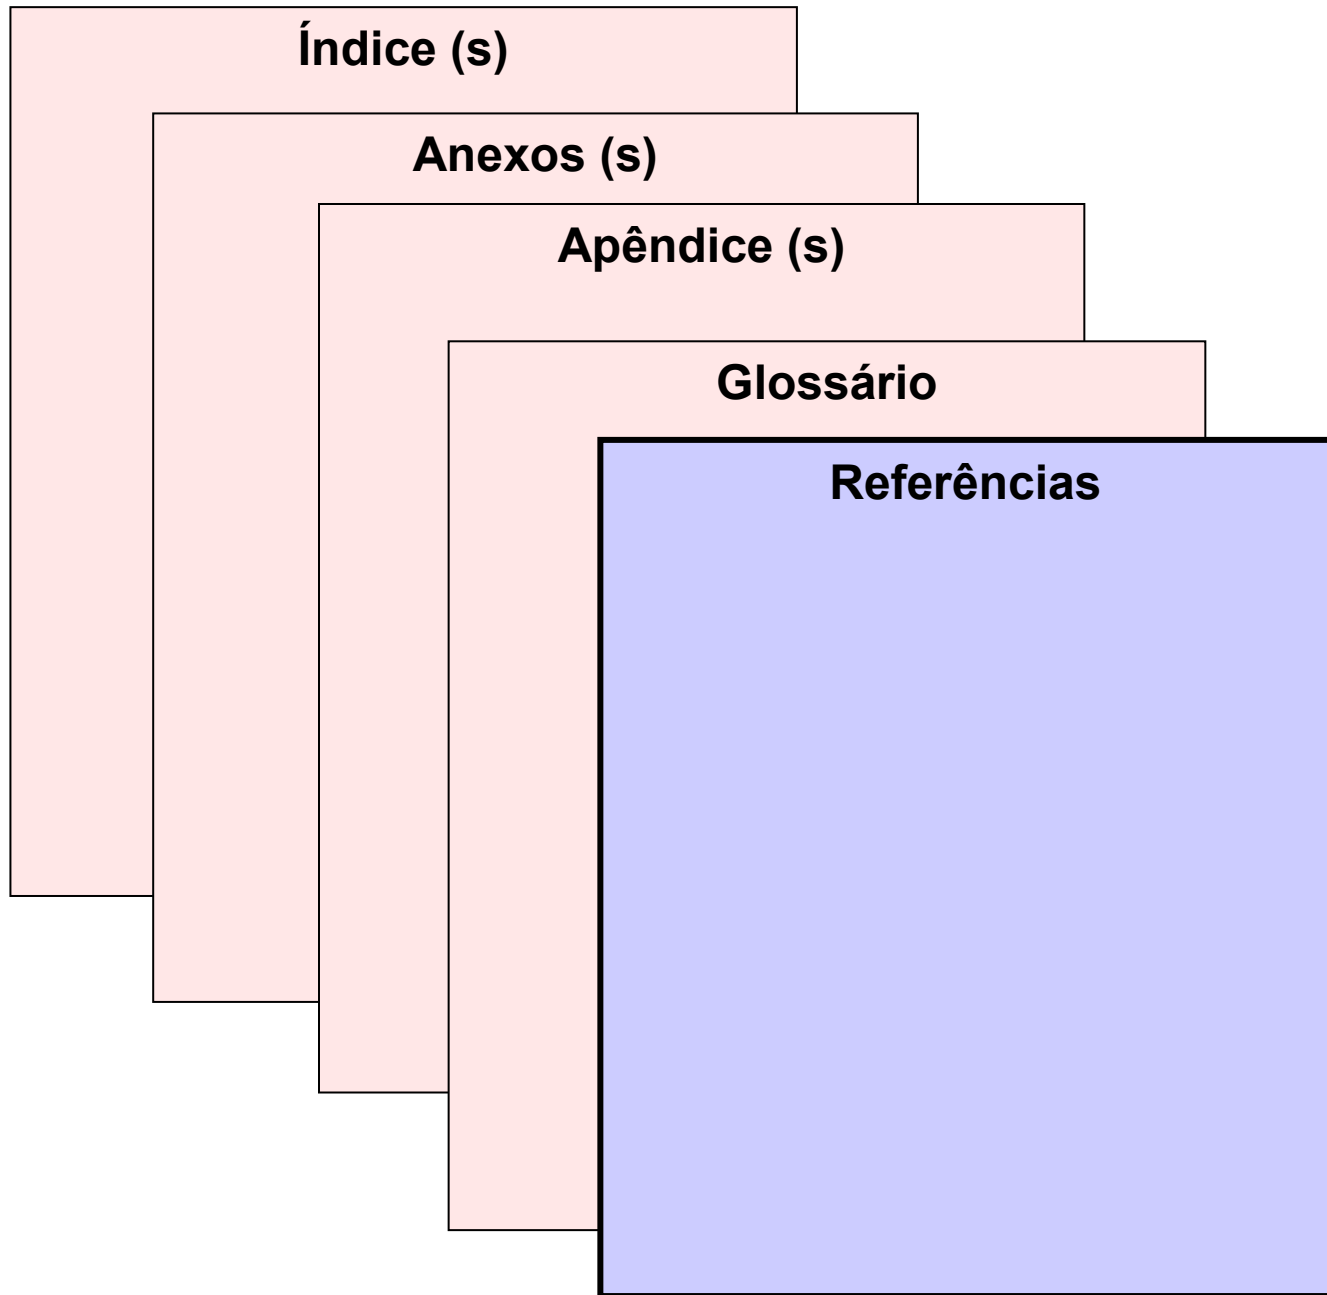 Índice (s)
Anexos (s)
Apêndice (s)
Glossário
Referências